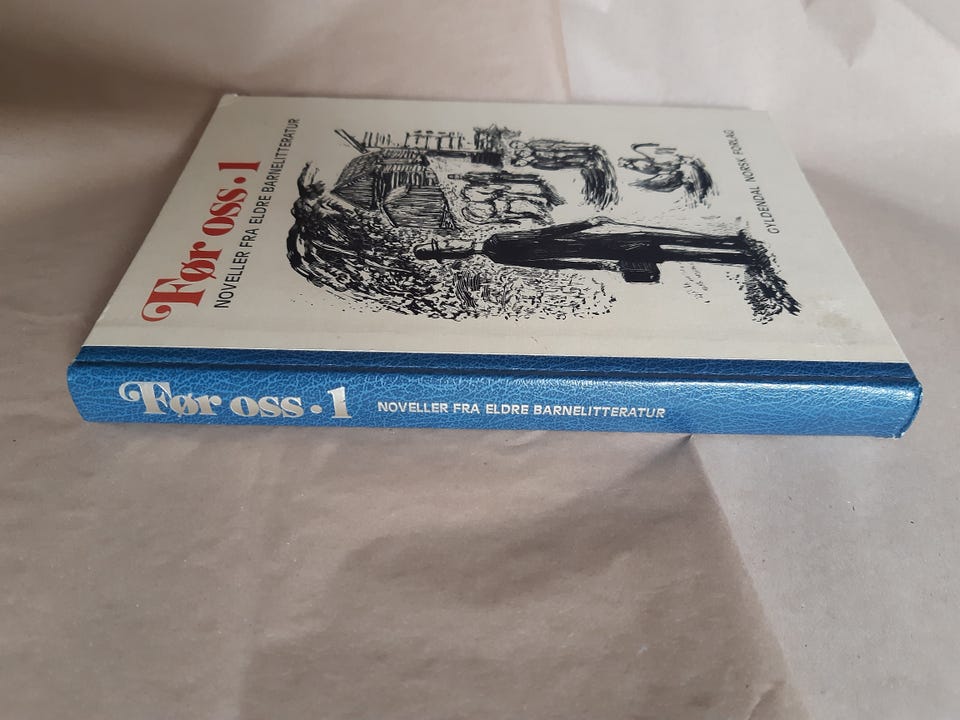 Før oss • 1
NOVELLER FRA ELDRE BARNELITTERATUR
GYLDENDAL NORSK FORLAG
Før oss • 1 NOVELLER FRA ELDRE BARNELITTERATUR